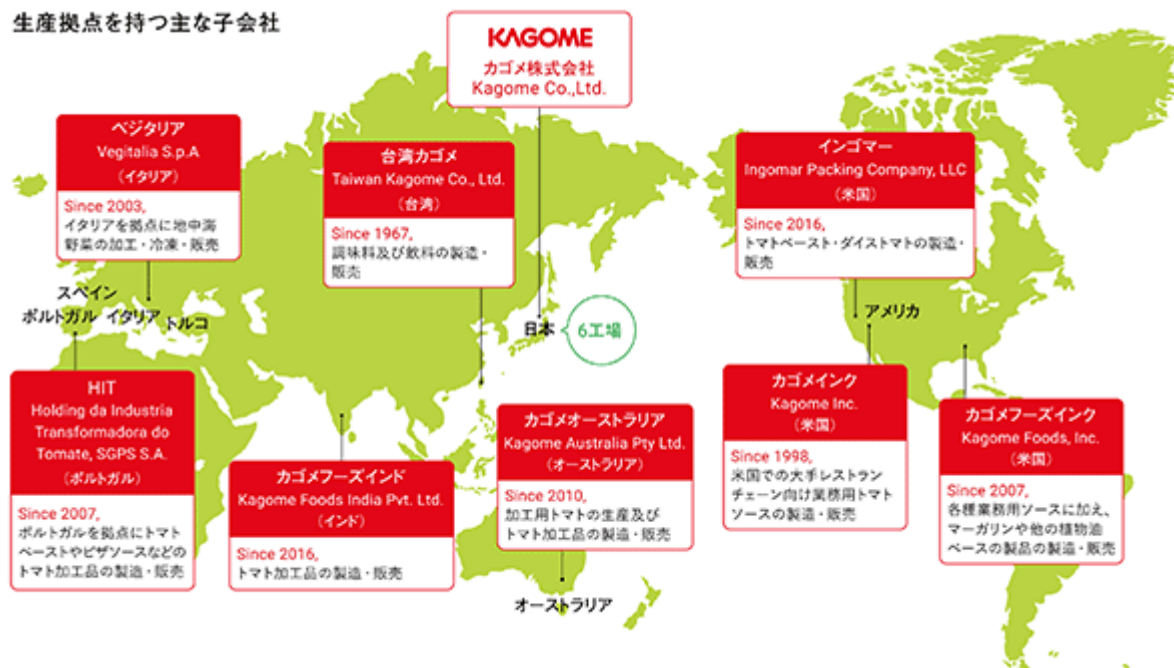 生産拠点を持つ主な子会社
KAGOME
カゴメ株式会社
Kagome Co.,Ltd.
ベジタリア
Vegitalia S.p.A
（イタリア）
Since 2003,
イタリアを拠点に地中海
野菜の加工・冷凍・販売
台湾カゴメ
Taiwan Kagome Co., Ltd.
（台湾）
Since 1967,
調味料及び飲料の製造・
販売
インゴマー
Ingomar Packing Company, LLC
（米国）
Since 2016,
トマトペースト・ダイストマトの製造・
販売
スペイン
ポルトガル
イタリア
トルコ
日本
6工場
アメリカ
HIT
Holding da Industria
Transformadora do
Tomate, SGPS S.A.
（ポルトガル）
Since 2007,
ポルトガルを拠点にトマト
ペーストやピザソースなどの
トマト加工品の製造・販売
カゴメフーズインド
Kagome Foods India Pvt. Ltd.
（インド）
Since 2016,
トマト加工品の製造・販売
カゴメオーストラリア
Kagome Australia Pty Ltd.
（オーストラリア）
Since 2010,
加工用トマトの生産及び
トマト加工品の製造・販売
オーストラリア
カゴメインク
Kagome Inc.
（米国）
Since 1998,
米国での大手レストラン
チェーン向け業務用トマト
ソースの製造・販売
カゴメフーズインク
Kagome Foods, Inc.
（米国）
Since 2007,
各種業務用ソースに加え、
マーガリンや他の植物油
ベースの製品の製造・販売